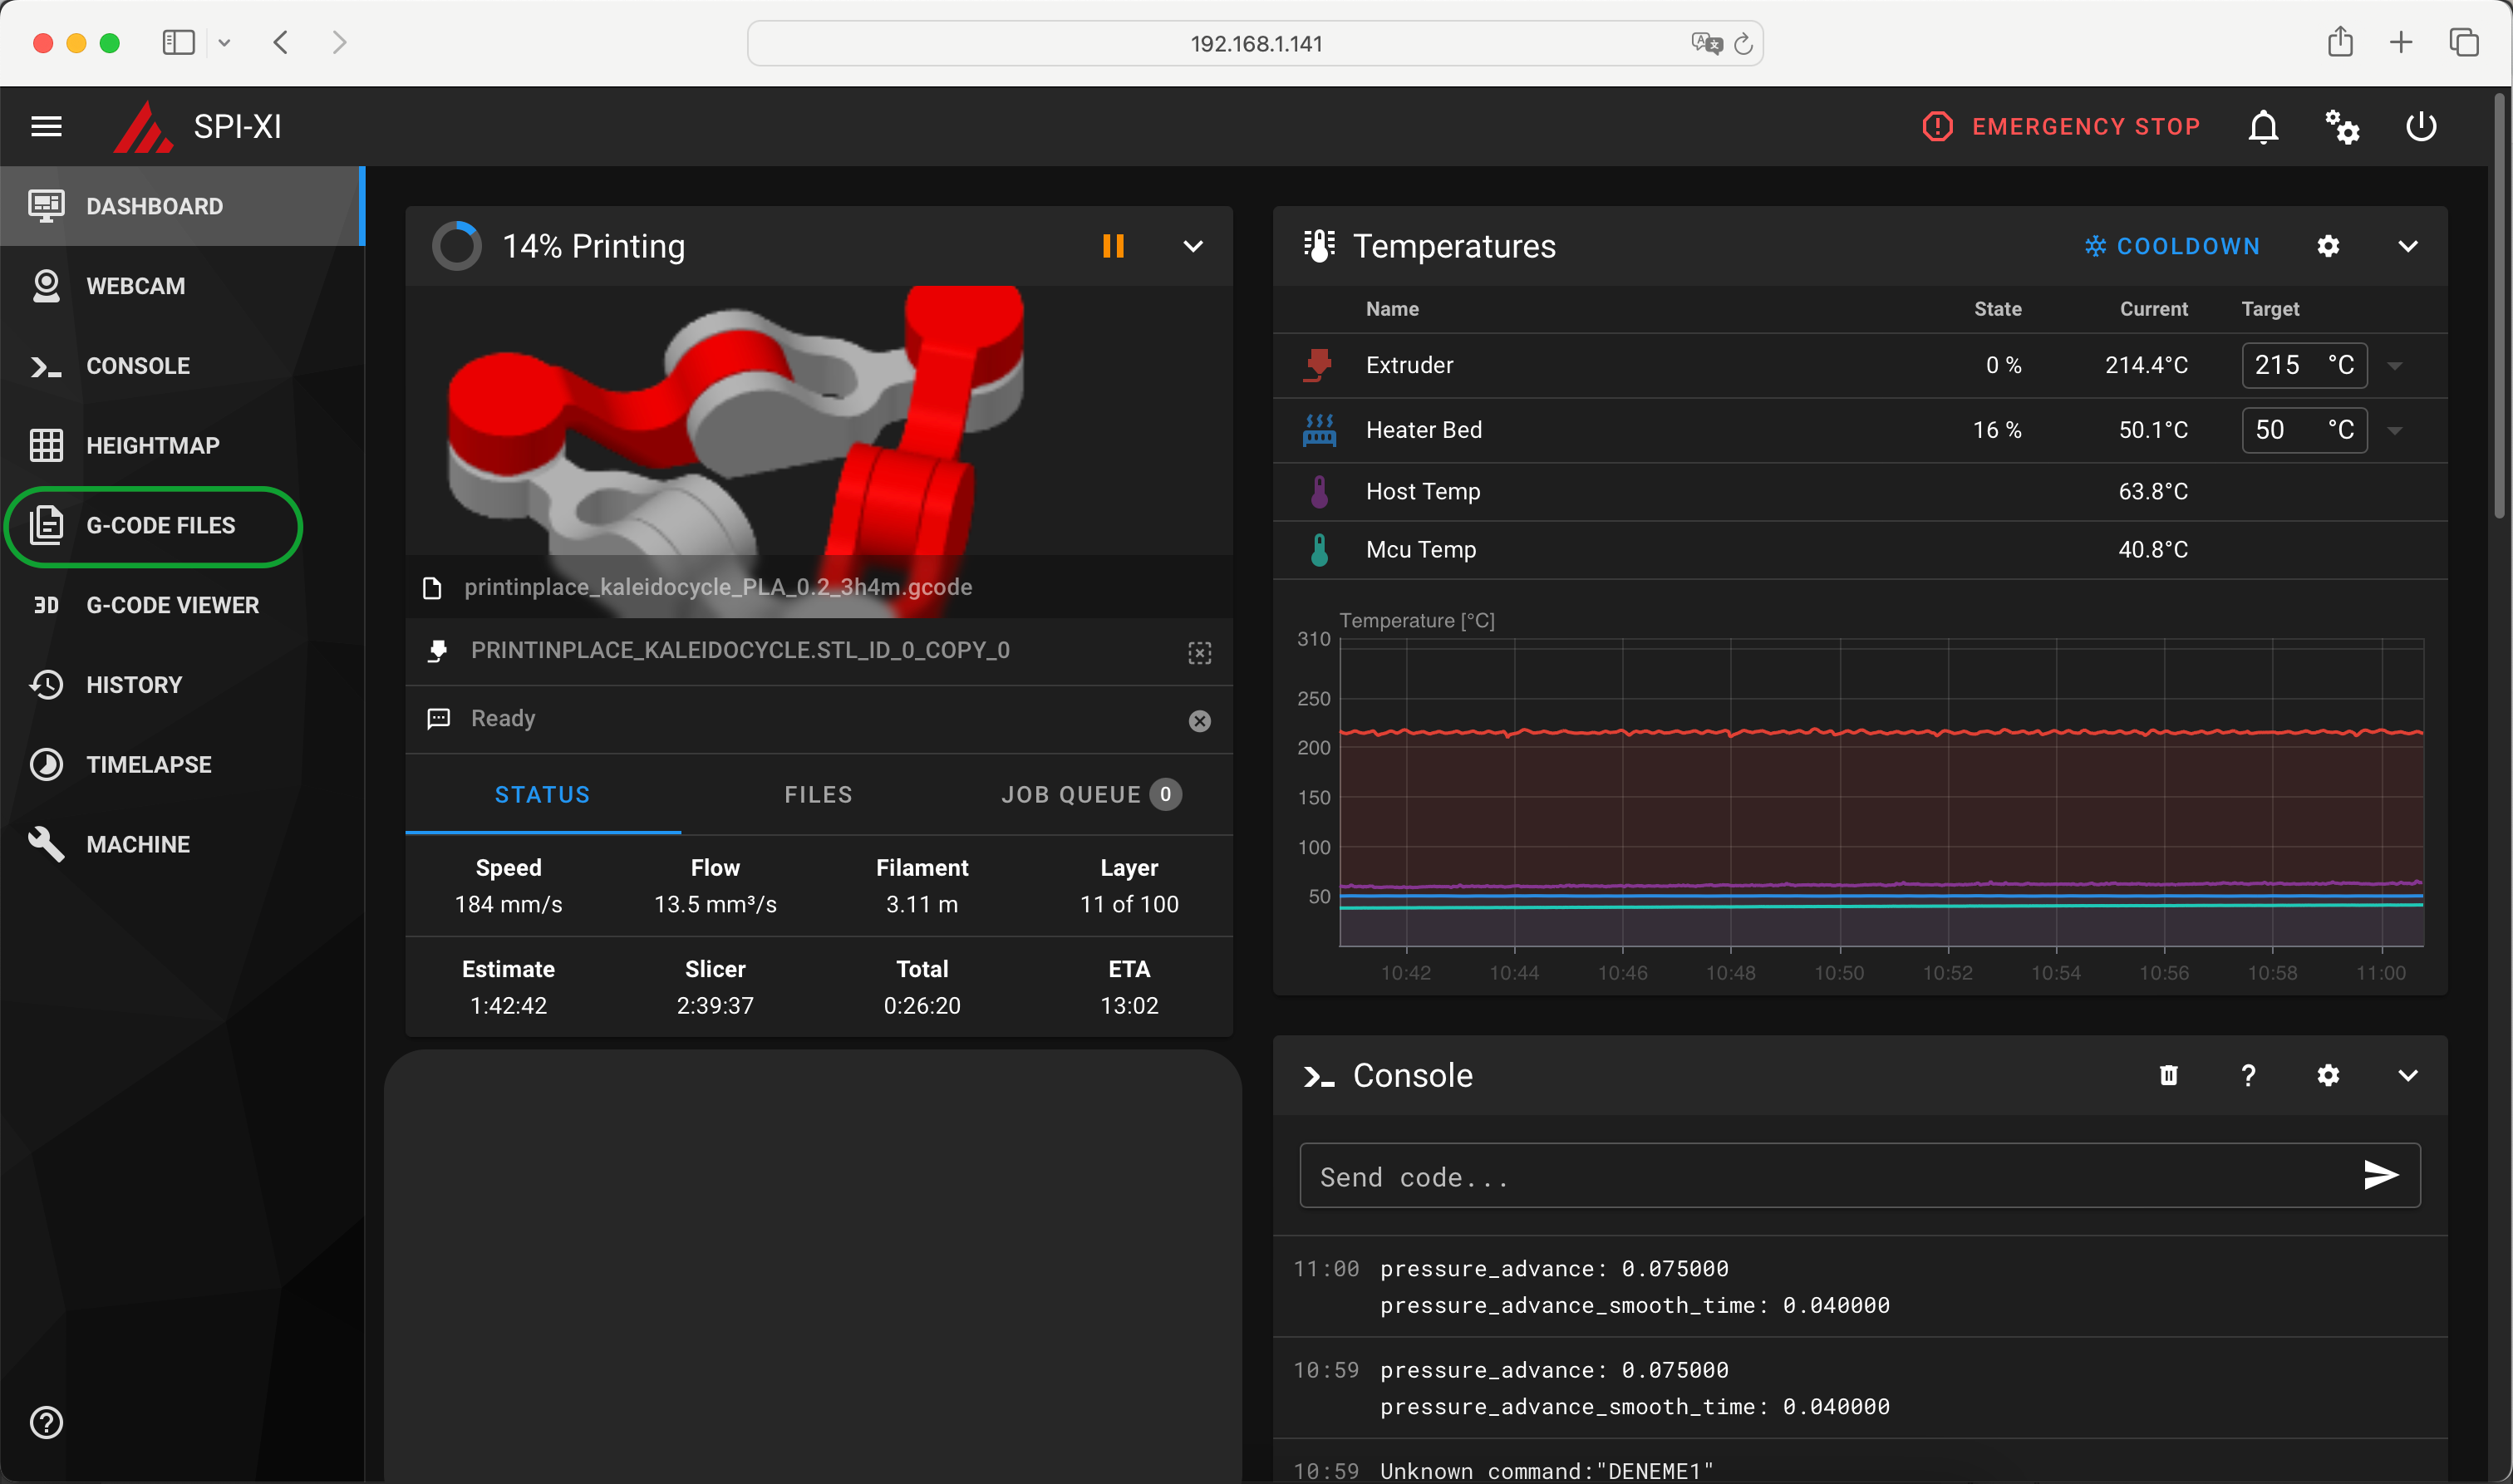 192.168.1.141
SPI-XI
EMERGENCY STOP
DASHBOARD
WEBCAM
CONSOLE
HEIGHTMAP
G-CODE FILES
3D G-CODE VIEWER
HISTORY
TIMELAPSE
MACHINE
14% Printing
printinplace_kaleidocycle_PLA_0.2_3h4m.gcode
PRINTINPLACE_KALEIDOCYCLE.STL_ID_0_COPY_0
Ready
STATUS FILES JOB QUEUE 0
Speed Flow Filament Layer
184 mm/s 13.5 mm³/s 3.11 m 11 of 100
Estimate Slicer Total ETA
1:42:42 2:39:37 0:26:20 13:02
Temperatures COOLDOWN
Name State Current Target
Extruder 0 % 214.4°C 215 °C
Heater Bed 16 % 50.1°C 50 °C
Host Temp 63.8°C
Mcu Temp 40.8°C
Temperature [°C]
310
250
200
150
100
50
10:42 10:44 10:46 10:48 10:50 10:52 10:54 10:56 10:58 11:00
Console ?
Send code...
11:00 pressure_advance: 0.075000
pressure_advance_smooth_time: 0.040000
10:59 pressure_advance: 0.075000
pressure_advance_smooth_time: 0.040000
10:59 Unknown command:"DENEME1"